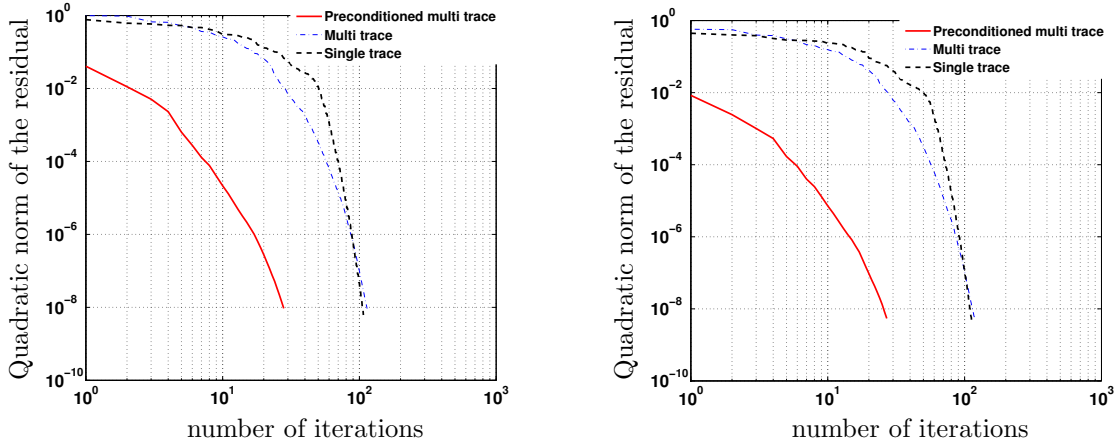 Quadratic norm of the residual
10^0
10^-2
10^-4
10^-6
10^-8
10^-10
Preconditioned multi trace
Multi trace
Single trace
10^0
10^1
10^2
10^3
number of iterations
Quadratic norm of the residual
10^0
10^-2
10^-4
10^-6
10^-8
10^-10
Preconditioned multi trace
Multi trace
Single trace
10^0
10^1
10^2
10^3
number of iterations